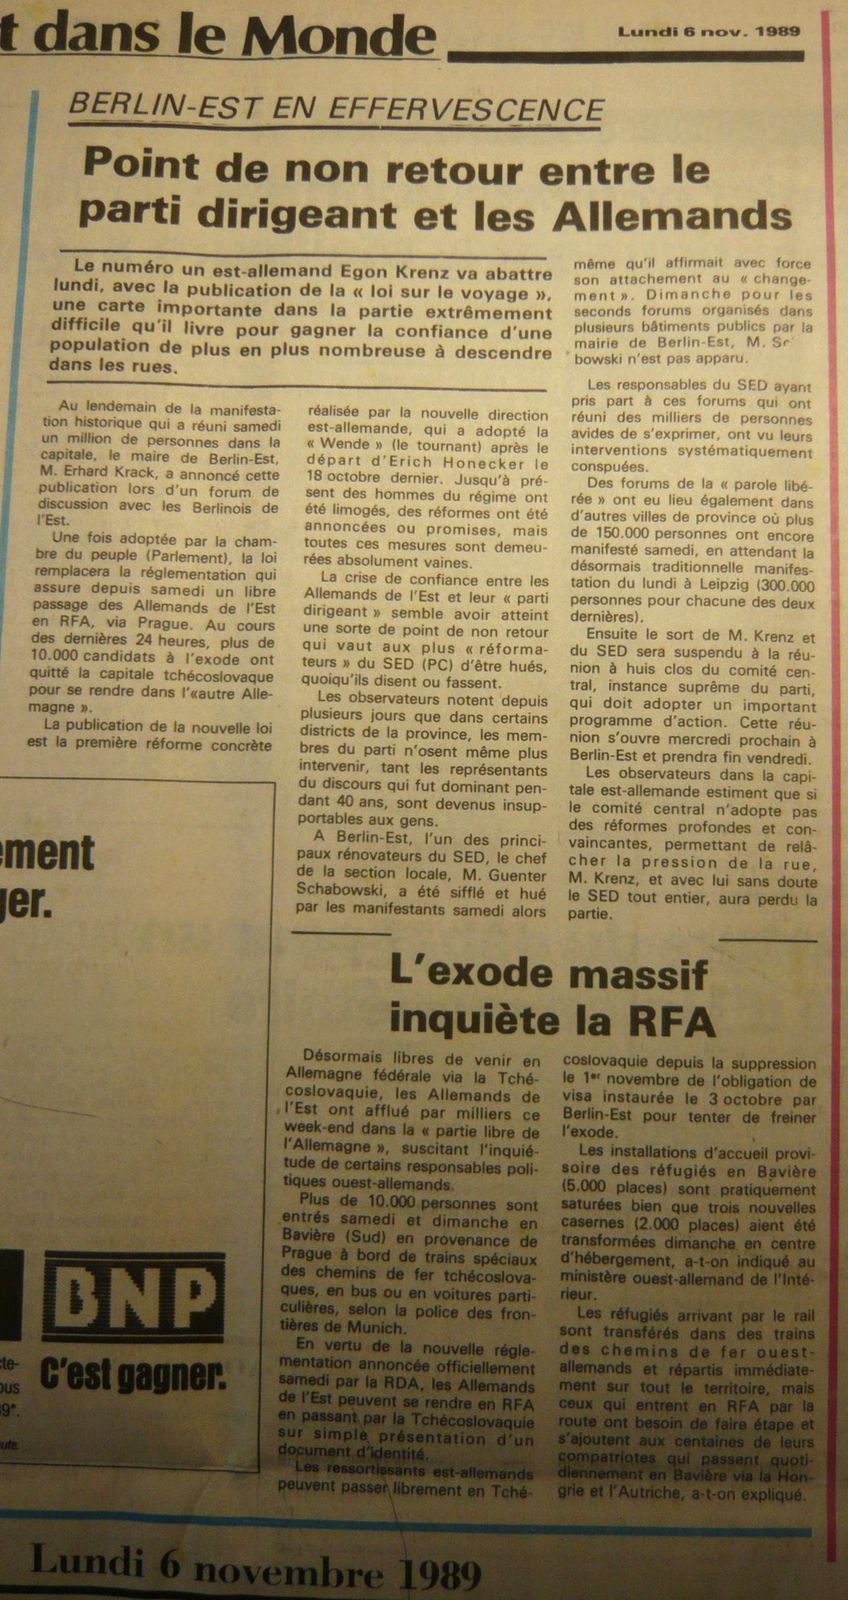 t dans le Monde
Lundi 6 nov. 1989
BERLIN-EST EN EFFERVESCENCE
Point de non retour entre le
parti dirigeant et les Allemands
Le numéro un est-allemand Egon Krenz va abattre
lundi, avec la publication de la « loi sur le voyage »,
une carte importante dans la partie extrêmement
difficile qu'il livre pour gagner la confiance d'une
population de plus en plus nombreuse à descendre
dans les rues.
Au lendemain de la manifesta-
tion historique qui a réuni samedi
un million de personnes dans la
capitale, le maire de Berlin-Est,
M. Erhard Krack, a annoncé cette
publication lors d'un forum de
discussion avec les Berlinois de
l'Est.
Une fois adoptée par la cham-
bre du peuple (Parlement), la loi
remplacera la réglementation qui
assure depuis samedi un libre
passage des Allemands de l'Est
en RFA, via Prague. Au cours
des dernières 24 heures, plus de
10.000 candidats à l'exode ont
quitté la capitale tchécoslovaque
pour se rendre dans l'«autre Alle-
magne ».
La publication de la nouvelle loi
est la première réforme concrète
réalisée par la nouvelle direction
est-allemande, qui a adopté la
« Wende » (le tournant) après le
départ d'Erich Honecker le
18 octobre dernier. Jusqu'à pré-
sent des hommes du régime ont
été limogés, des réformes ont été
annoncées ou promises, mais
toutes ces mesures sont demeu-
rées absolument vaines.
La crise de confiance entre les
Allemands de l'Est et leur « parti
dirigeant » semble avoir atteint
une sorte de point de non retour
qui vaut aux plus « réforma-
teurs » du SED (PC) d'être hués,
quoiqu'ils disent ou fassent.
Les observateurs notent depuis
plusieurs jours que dans certains
districts de la province, les mem-
bres du parti n'osent même plus
intervenir, tant les représentants
du discours qui fut dominant pen-
dant 40 ans, sont devenus insup-
portables aux gens.
A Berlin-Est, l'un des princi-
paux rénovateurs du SED, le chef
de la section locale, M. Guenter
Schabowski, a été sifflé et hué
par les manifestants samedi alors
même qu'il affirmait avec force
son attachement au « change-
ment ». Dimanche pour les
seconds forums organisés dans
plusieurs bâtiments publics par la
mairie de Berlin-Est, M.
bowski n'est pas apparu.
Les responsables du SED ayant
pris part à ces forums qui ont
réuni des milliers de personnes
avides de s'exprimer, ont vu leurs
interventions systématiquement
conspuées.
Des forums de la « parole libé-
rée » ont eu lieu également dans
d'autres villes de province où plus
de 150.000 personnes ont encore
manifesté samedi, en attendant la
désormais traditionnelle manifes-
tation du lundi à Leipzig (300.000
personnes pour chacune des deux
dernières).
Ensuite le sort de M. Krenz et
du SED sera suspendu à la réu-
nion à huis clos du comité cen-
tral, instance suprême du parti,
qui doit adopter un important
programme d'action. Cette réu-
nion s'ouvre mercredi prochain à
Berlin-Est et prendra fin vendredi.
Les observateurs dans la capi-
tale est-allemande estiment que si
le comité central n'adopte pas
des réformes profondes et con-
vaincantes, permettant de relâ-
cher la pression de la rue,
M. Krenz, et avec lui sans doute
le SED tout entier, aura perdu la
partie.
ement
ger.
BNP
C'est gagner.
cte-
ous
89e.
ute.
L'exode massif
inquiète la RFA
Désormais libres de venir en
Allemagne fédérale via la Tché-
coslovaquie, les Allemands de
l'Est ont afflué par milliers ce
week-end dans la « partie libre de
l'Allemagne », suscitant l'inquié-
tude de certains responsables poli-
tiques ouest-allemands.
Plus de 10.000 personnes sont
entrés samedi et dimanche en
Bavière (Sud) en provenance de
Prague à bord de trains spéciaux
des chemins de fer tchécoslova-
ques, en bus ou en voitures parti-
culières, selon la police des fron-
tières de Munich.
En vertu de la nouvelle régle-
mentation annoncée officiellement
samedi par la RDA, les Allemands
de l'Est peuvent se rendre en RFA
en passant par la Tchécoslovaquie
sur simple présentation d'un
document d'identité.
Les ressortissants est-allemands
peuvent passer librement en Tché-
coslovaquie depuis la suppression
le 1er novembre de l'obligation de
visa instaurée le 3 octobre par
Berlin-Est pour tenter de freiner
l'exode.
Les installations d'accueil provi-
soire des réfugiés en Bavière
(5.000 places) sont pratiquement
saturées bien que trois nouvelles
casernes (2.000 places) aient été
transformées dimanche en centre
d'hébergement, a-t-on indiqué au
ministère ouest-allemand de l'Inté-
rieur.
Les réfugiés arrivant par le rail
sont transférés dans des trains
des chemins de fer ouest-
allemands et répartis immédiate-
ment sur tout le territoire, mais
ceux qui entrent en RFA par la
route ont besoin de faire étape et
s'ajoutent aux centaines de leurs
compatriotes qui passent quoti-
diennement en Bavière via la Hon-
grie et l'Autriche, a-t-on expliqué.
Lundi 6 novembre 1989